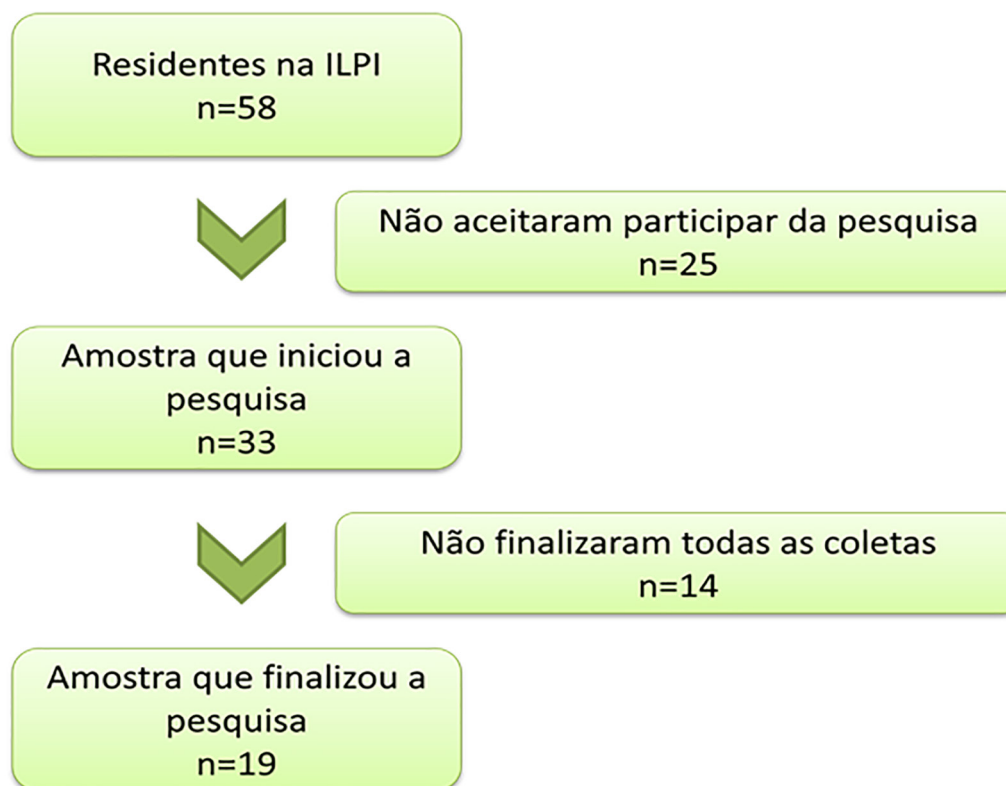 Residentes na ILPI
n=58
Não aceitaram participar da pesquisa
n=25
Amostra que iniciou a
pesquisa
n=33
Não finalizaram todas as coletas
n=14
Amostra que finalizou a
pesquisa
n=19